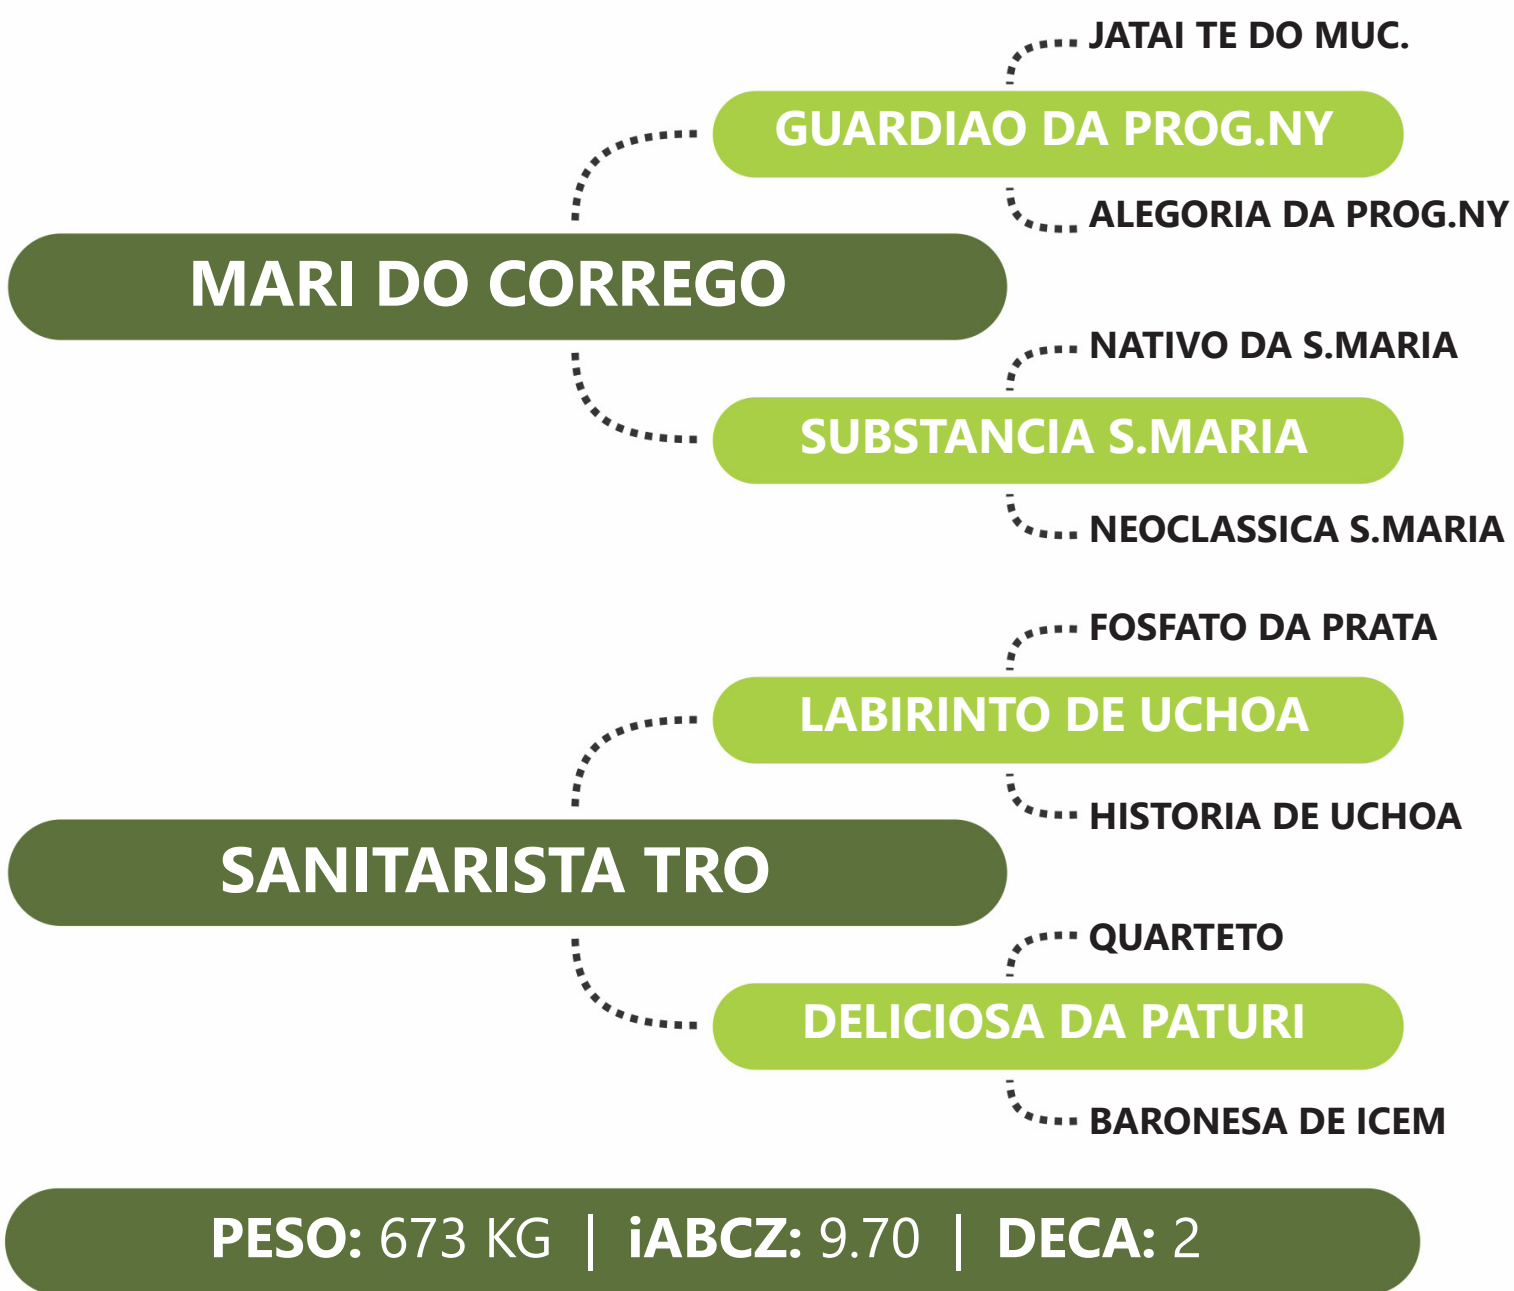 JATAI TE DO MUC.
GUARDIAO DA PROG.NY
ALEGORIA DA PROG.NY
MARI DO CORREGO
NATIVO DA S.MARIA
SUBSTANCIA S.MARIA
NEOCLASSICA S.MARIA
FOSFATO DA PRATA
LABIRINTO DE UCHOA
HISTORIA DE UCHOA
SANITARISTA TRO
QUARTETO
DELICIOSA DA PATURI
BARONESA DE ICEM
PESO: 673 KG | iABCZ: 9.70 | DECA: 2